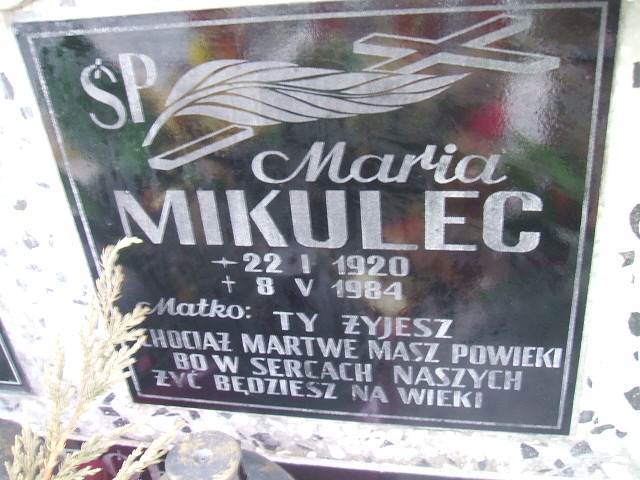 ŚP
Maria
MIKULEC
22 I 1920
8 V 1984
Matko: TY ŻYJESZ
CHOCIAŻ MARTWE MASZ POWIEKI
BO W SERCACH NASZYCH
ŻYĆ BĘDZIESZ NA WIEKI